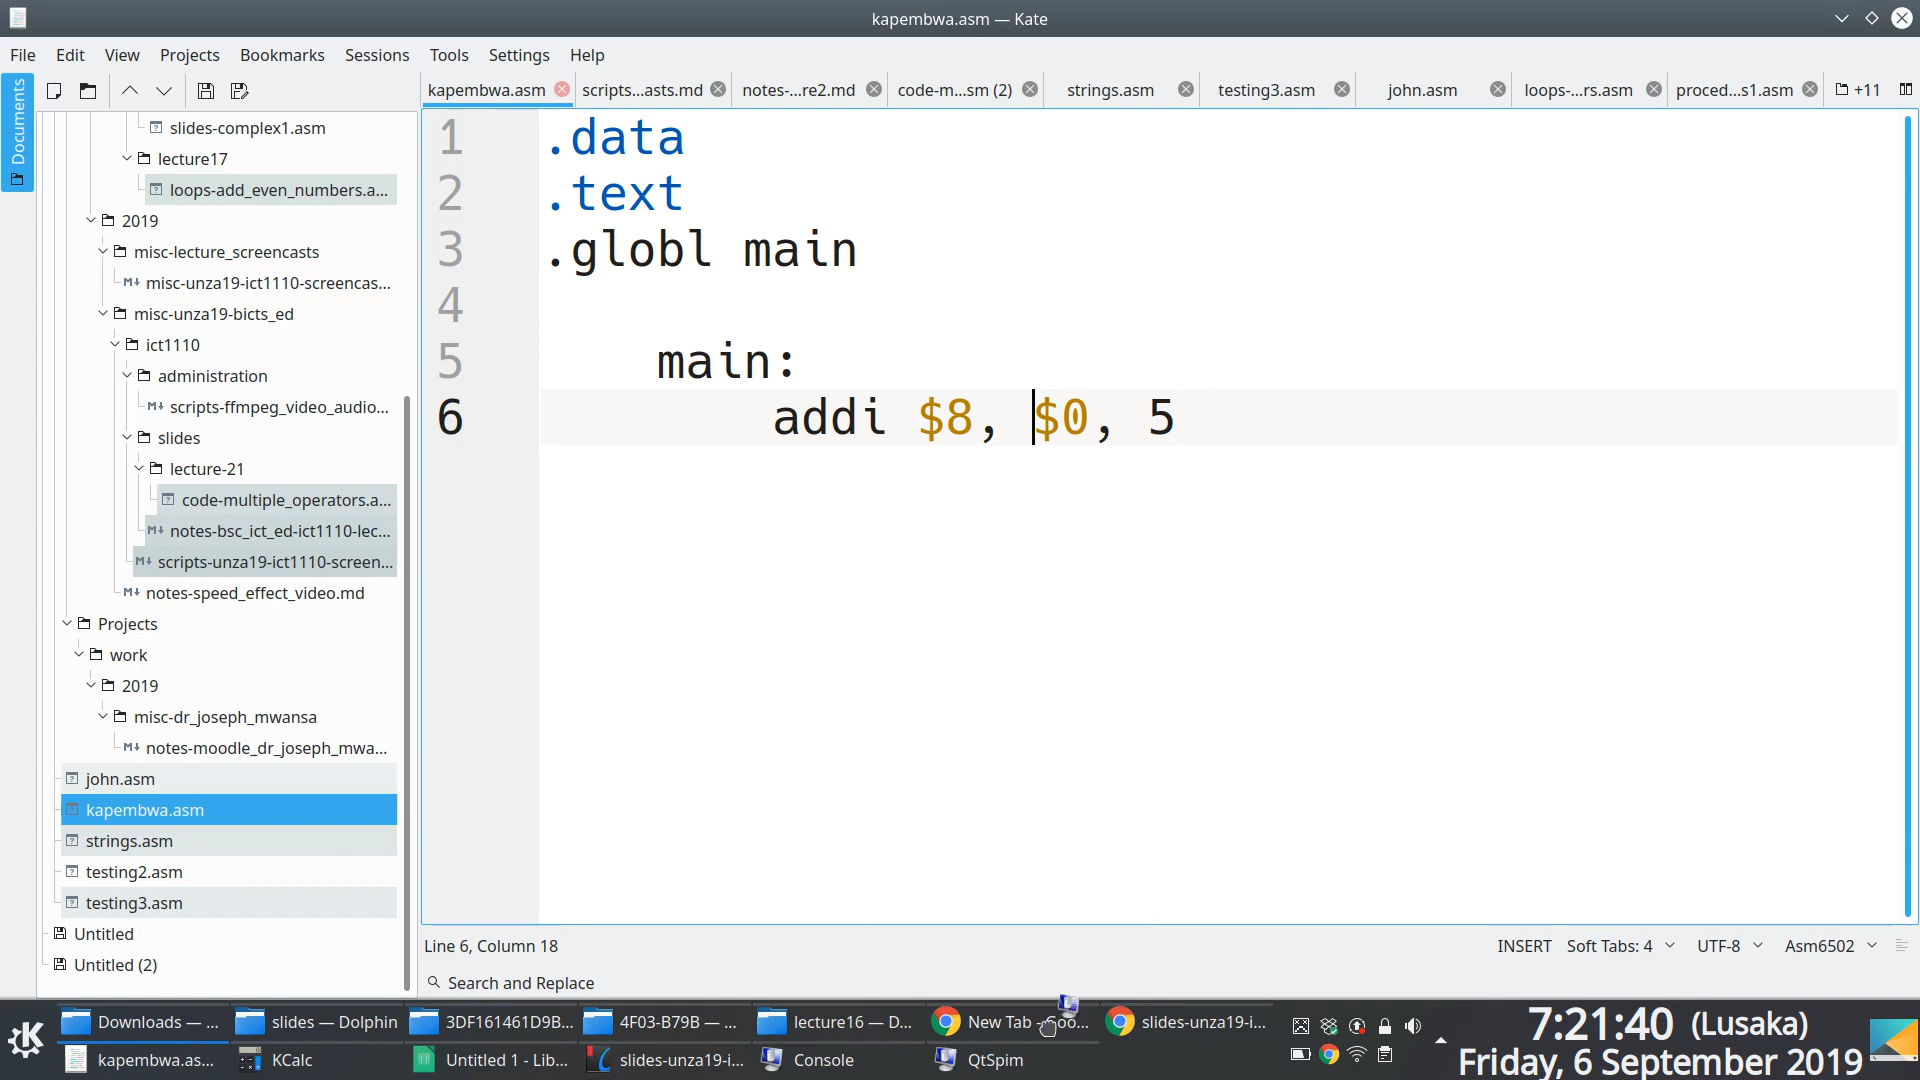 kapembwa.asm — Kate
File Edit View Projects Bookmarks Sessions Tools Settings Help
Documents
kapembwa.asm scripts...asts.md notes-...re2.md code-m...sm (2) strings.asm testing3.asm john.asm loops-...rs.asm proced...s1.asm +11
slides-complex1.asm
lecture17
loops-add_even_numbers.a...
2019
misc-lecture_screencasts
misc-unza19-ict1110-screencas...
misc-unza19-bicts_ed
ict1110
administration
scripts-ffmpeg_video_audio...
slides
lecture-21
code-multiple_operators.a...
notes-bsc_ict_ed-ict1110-lec...
scripts-unza19-ict1110-screen...
notes-speed_effect_video.md
Projects
work
2019
misc-dr_joseph_mwansa
notes-moodle_dr_joseph_mwa...
john.asm
kapembwa.asm
strings.asm
testing2.asm
testing3.asm
Untitled
Untitled (2)
1 .data
2 .text
3 .globl main
4
5 main:
6 addi $8, $0, 5
Line 6, Column 18 INSERT Soft Tabs: 4 UTF-8 Asm6502
Search and Replace
Downloads — ... slides — Dolphin 3DF161461D9B... 4F03-B79B — ... lecture16 — D... New Tab - Goo... slides-unza19-i...
kapembwa.as... KCalc Untitled 1 - Lib... slides-unza19-i... Console QtSpim
7:21:40 (Lusaka)
Friday, 6 September 2019